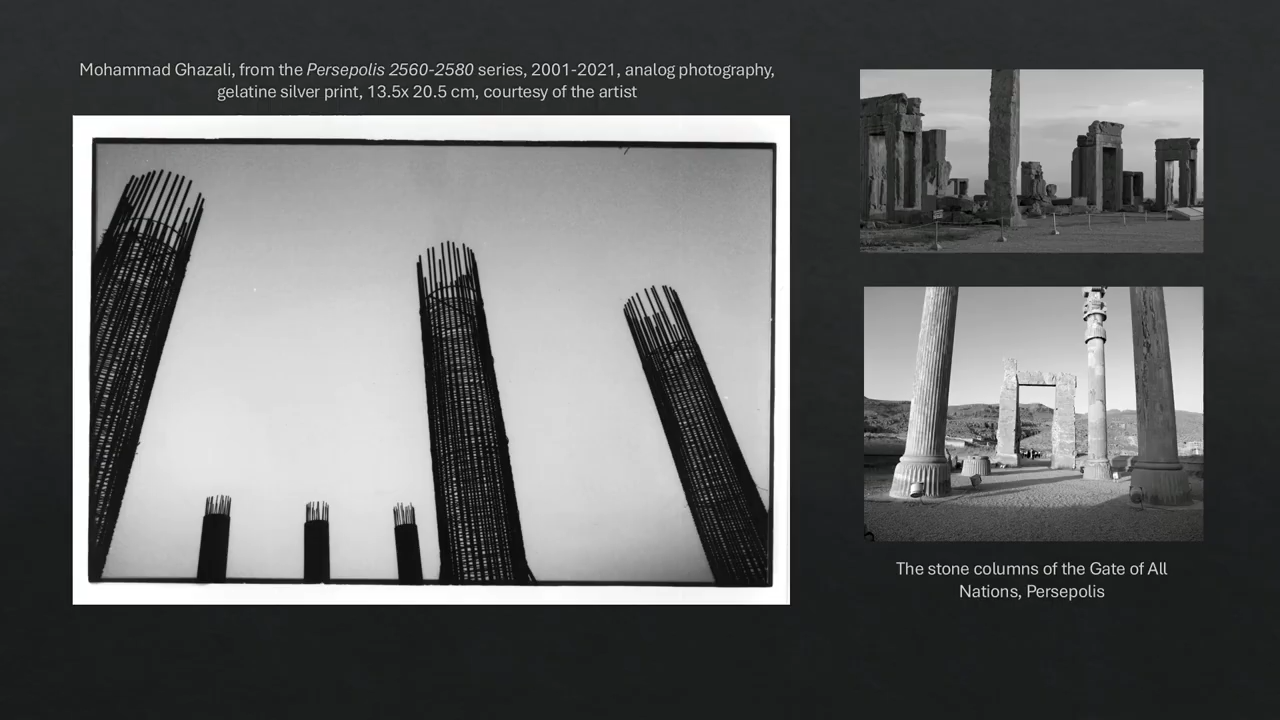 Mohammad Ghazali, from the Persepolis 2560-2580 series, 2001-2021, analog photography,
gelatine silver print, 13.5x 20.5 cm, courtesy of the artist
The stone columns of the Gate of All
Nations, Persepolis